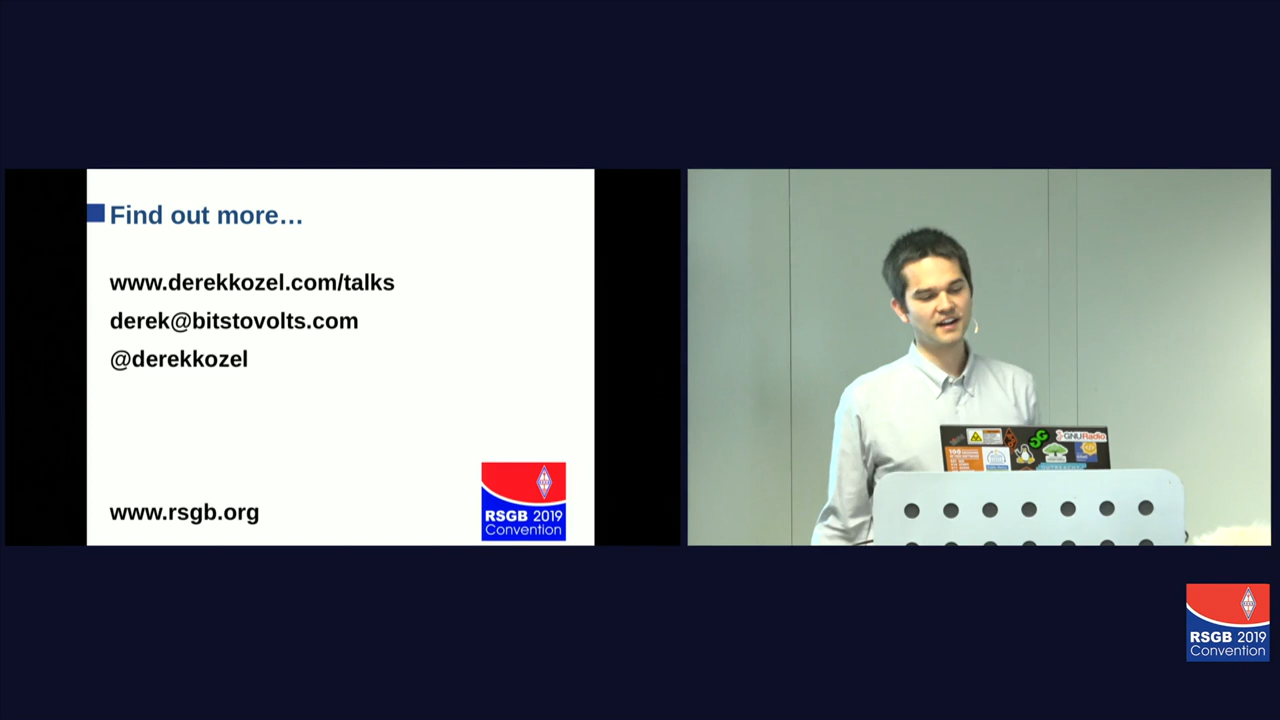 Find out more…
www.derekkozel.com/talks
derek@bitstovolts.com
@derekkozel
www.rsgb.org
RSGB 2019
Convention
GNURadio
RSGB 2019
Convention